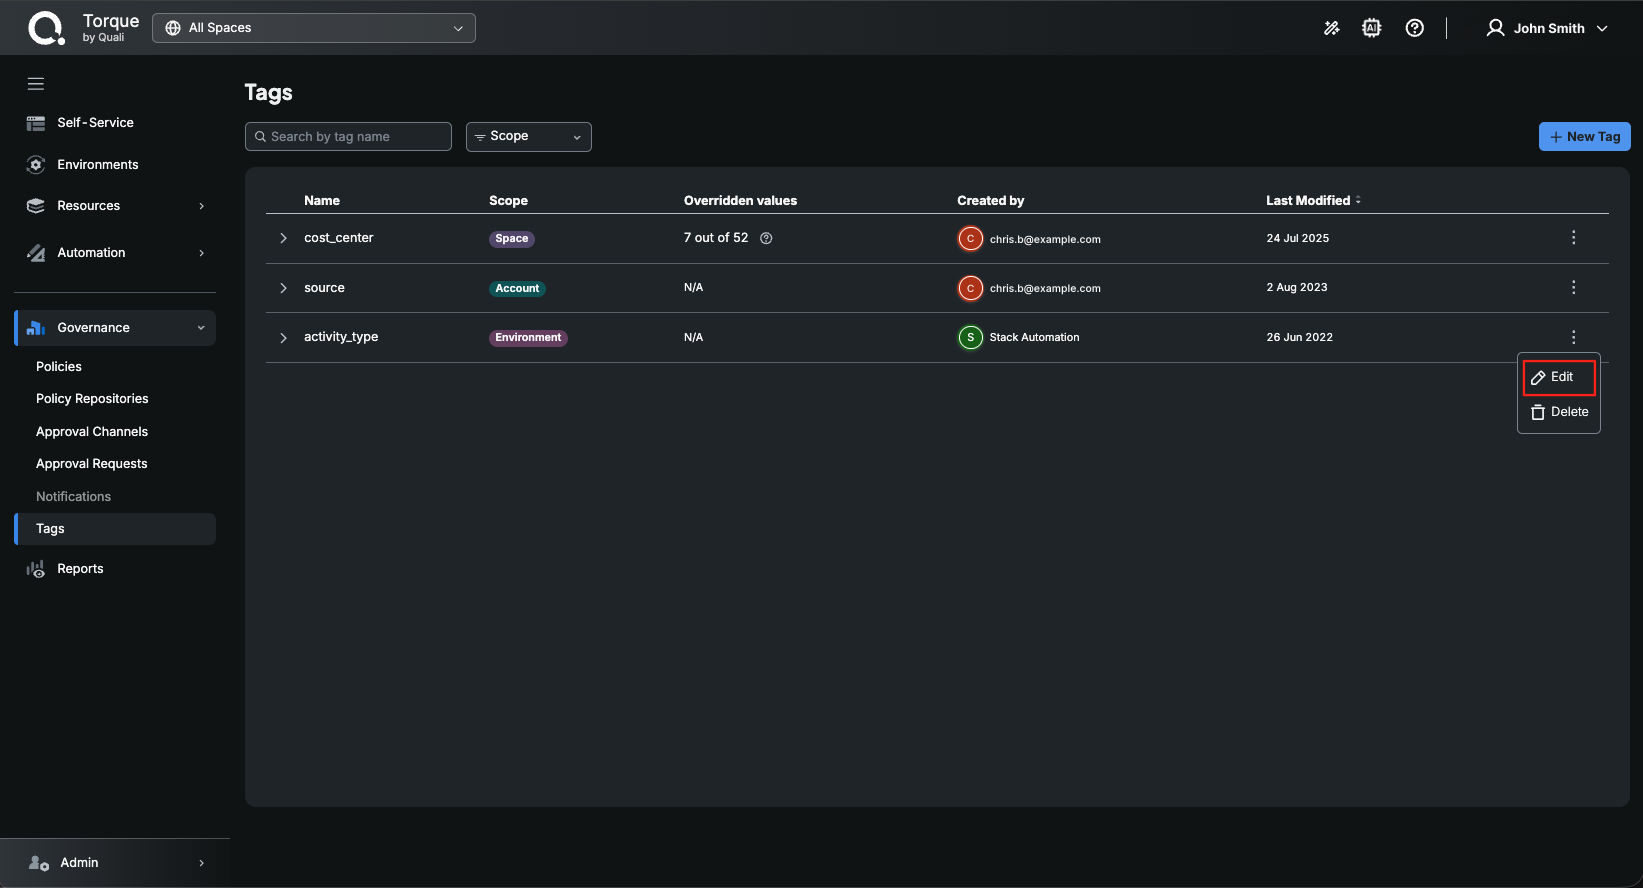 Torque
by Quali
All Spaces
AI
John Smith
Self-Service
Environments
Resources
Automation
Governance
Policies
Policy Repositories
Approval Channels
Approval Requests
Notifications
Tags
Reports
Admin
Tags
Search by tag name
Scope
+ New Tag
Name Scope Overridden values Created by Last Modified
cost_center Space 7 out of 52 C chris.b@example.com 24 Jul 2025
source Account N/A C chris.b@example.com 2 Aug 2023
activity_type Environment N/A S Stack Automation 26 Jun 2022
Edit
Delete